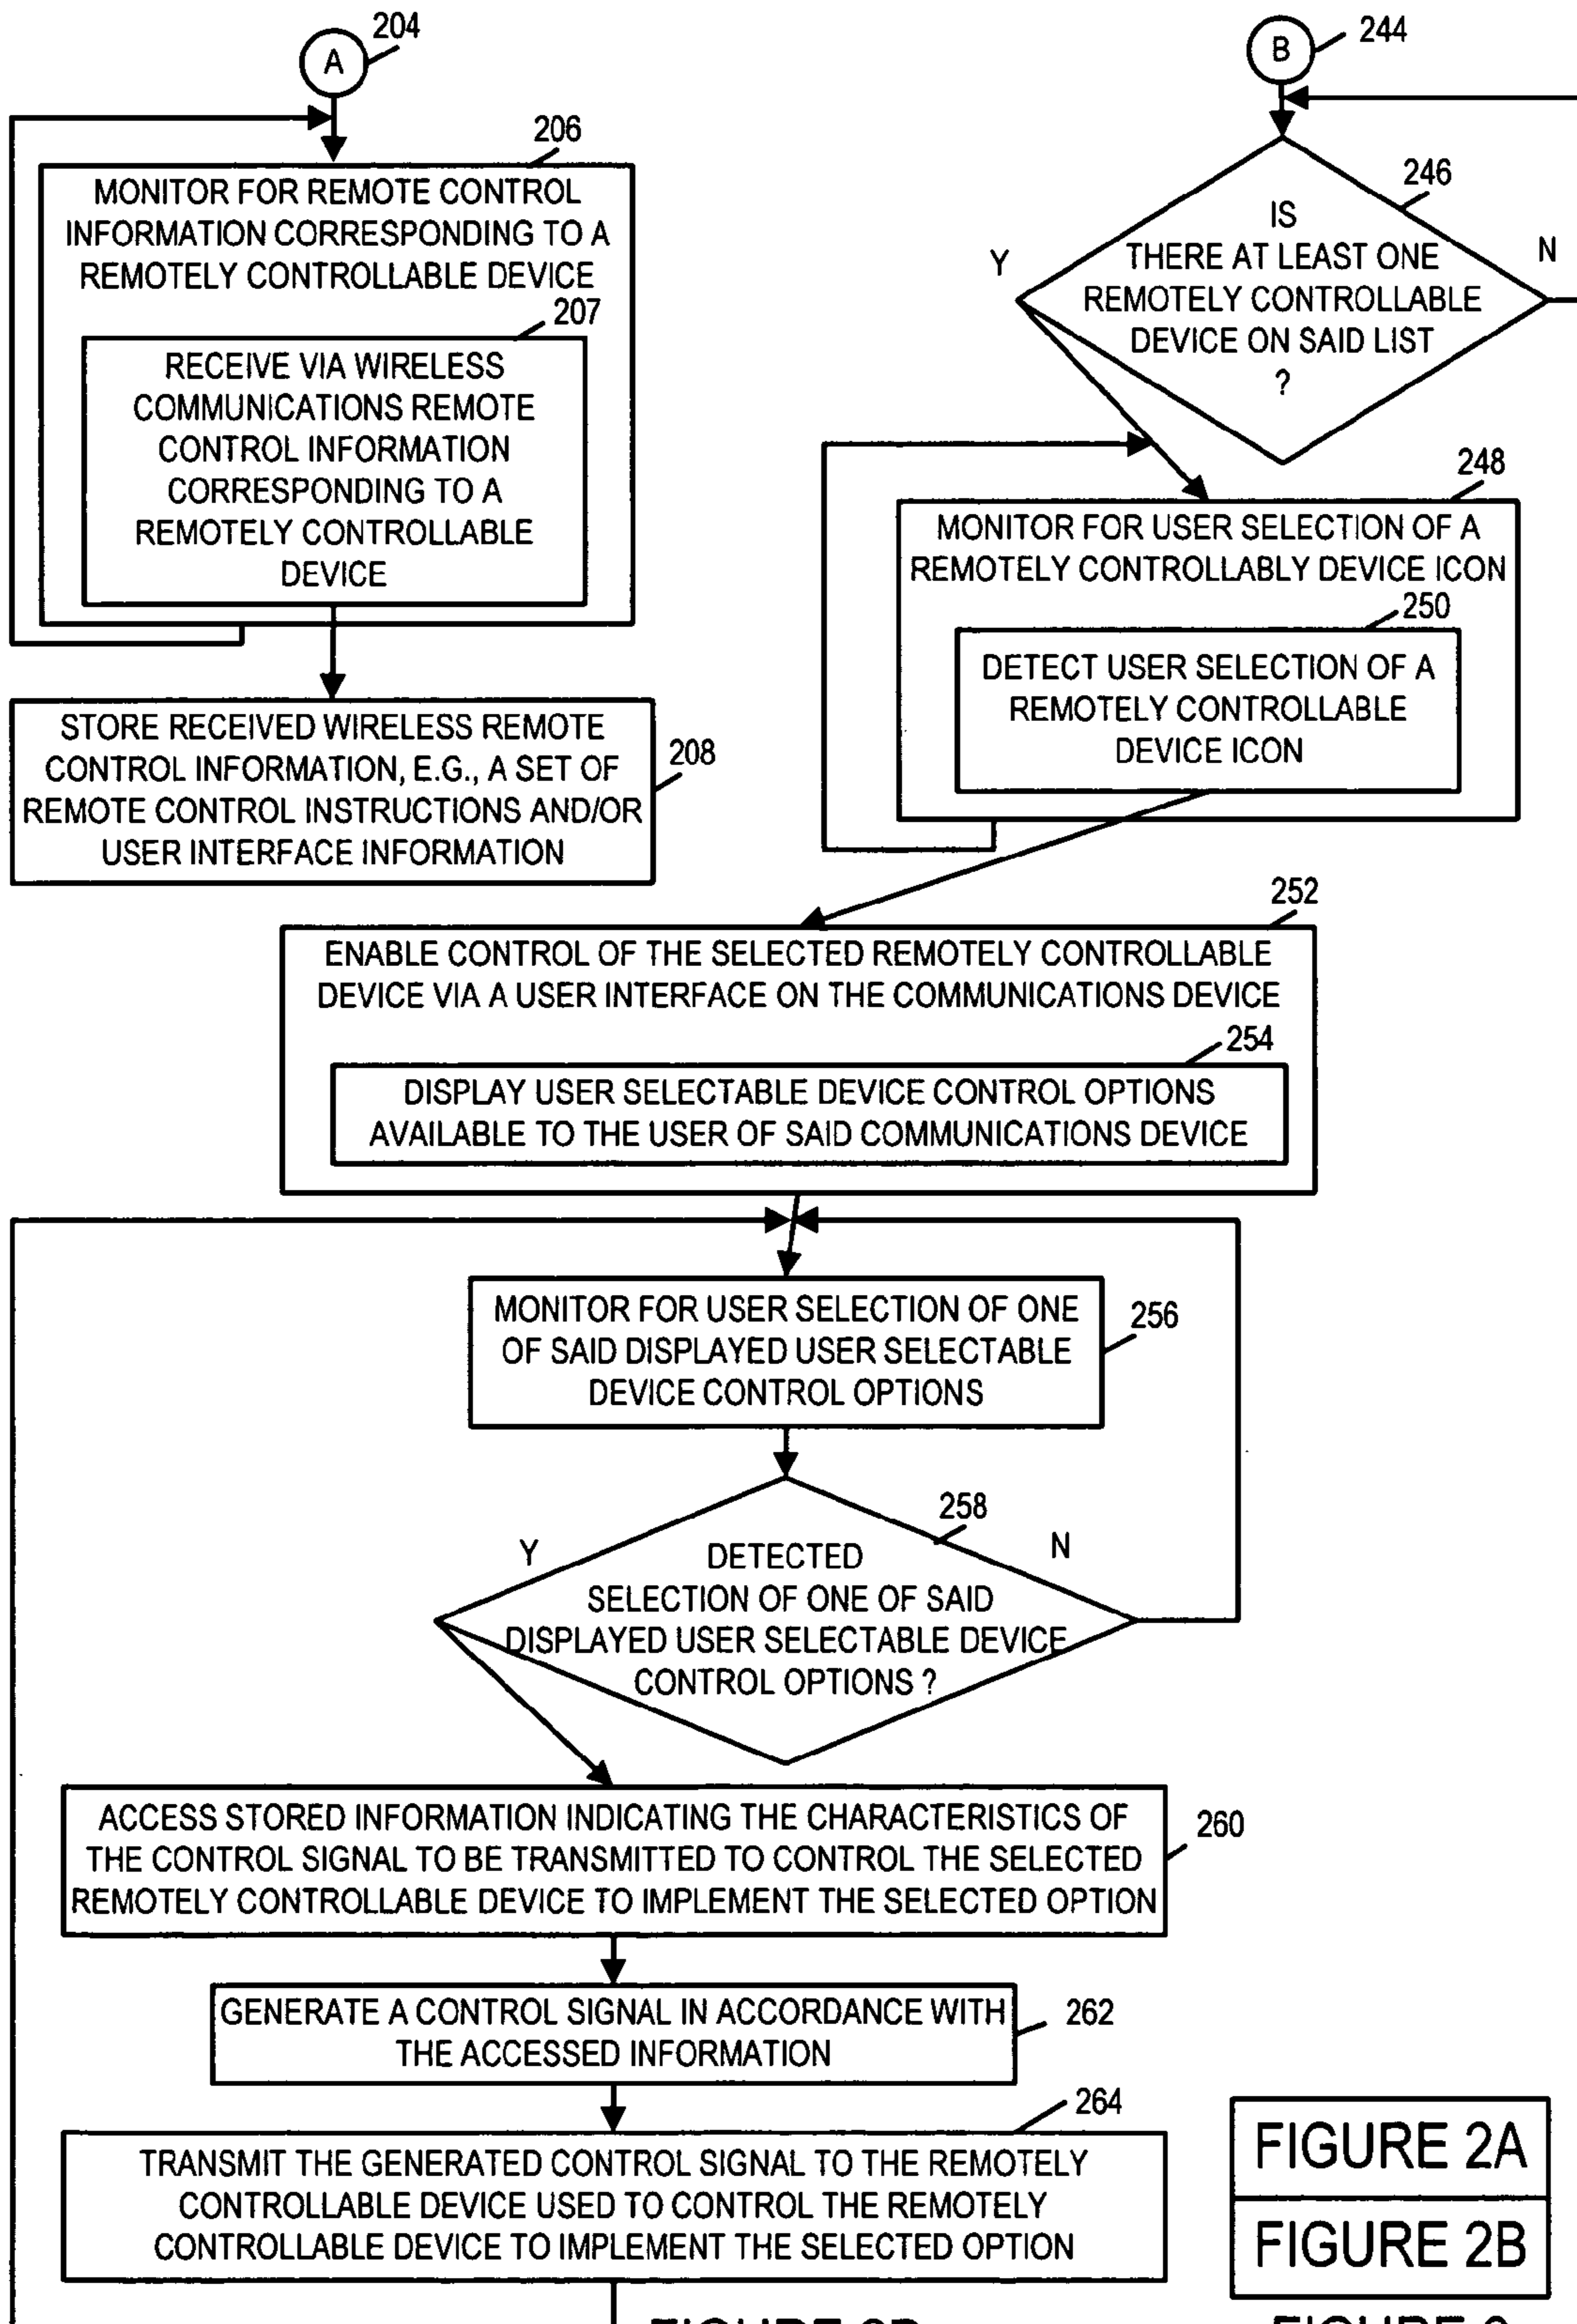 A
204
206
MONITOR FOR REMOTE CONTROL
INFORMATION CORRESPONDING TO A
REMOTELY CONTROLLABLE DEVICE
207
RECEIVE VIA WIRELESS
COMMUNICATIONS REMOTE
CONTROL INFORMATION
CORRESPONDING TO A
REMOTELY CONTROLLABLE
DEVICE
STORE RECEIVED WIRELESS REMOTE
CONTROL INFORMATION, E.G., A SET OF
REMOTE CONTROL INSTRUCTIONS AND/OR
USER INTERFACE INFORMATION
208
B
244
246
IS
THERE AT LEAST ONE
REMOTELY CONTROLLABLE
DEVICE ON SAID LIST
?
Y
N
248
MONITOR FOR USER SELECTION OF A
REMOTELY CONTROLLABLY DEVICE ICON
250
DETECT USER SELECTION OF A
REMOTELY CONTROLLABLE
DEVICE ICON
252
ENABLE CONTROL OF THE SELECTED REMOTELY CONTROLLABLE
DEVICE VIA A USER INTERFACE ON THE COMMUNICATIONS DEVICE
254
DISPLAY USER SELECTABLE DEVICE CONTROL OPTIONS
AVAILABLE TO THE USER OF SAID COMMUNICATIONS DEVICE
MONITOR FOR USER SELECTION OF ONE
OF SAID DISPLAYED USER SELECTABLE
DEVICE CONTROL OPTIONS
256
258
Y
N
DETECTED
SELECTION OF ONE OF SAID
DISPLAYED USER SELECTABLE DEVICE
CONTROL OPTIONS ?
ACCESS STORED INFORMATION INDICATING THE CHARACTERISTICS OF
THE CONTROL SIGNAL TO BE TRANSMITTED TO CONTROL THE SELECTED
REMOTELY CONTROLLABLE DEVICE TO IMPLEMENT THE SELECTED OPTION
260
GENERATE A CONTROL SIGNAL IN ACCORDANCE WITH
THE ACCESSED INFORMATION
262
264
TRANSMIT THE GENERATED CONTROL SIGNAL TO THE REMOTELY
CONTROLLABLE DEVICE USED TO CONTROL THE REMOTELY
CONTROLLABLE DEVICE TO IMPLEMENT THE SELECTED OPTION
FIGURE 2A
FIGURE 2B